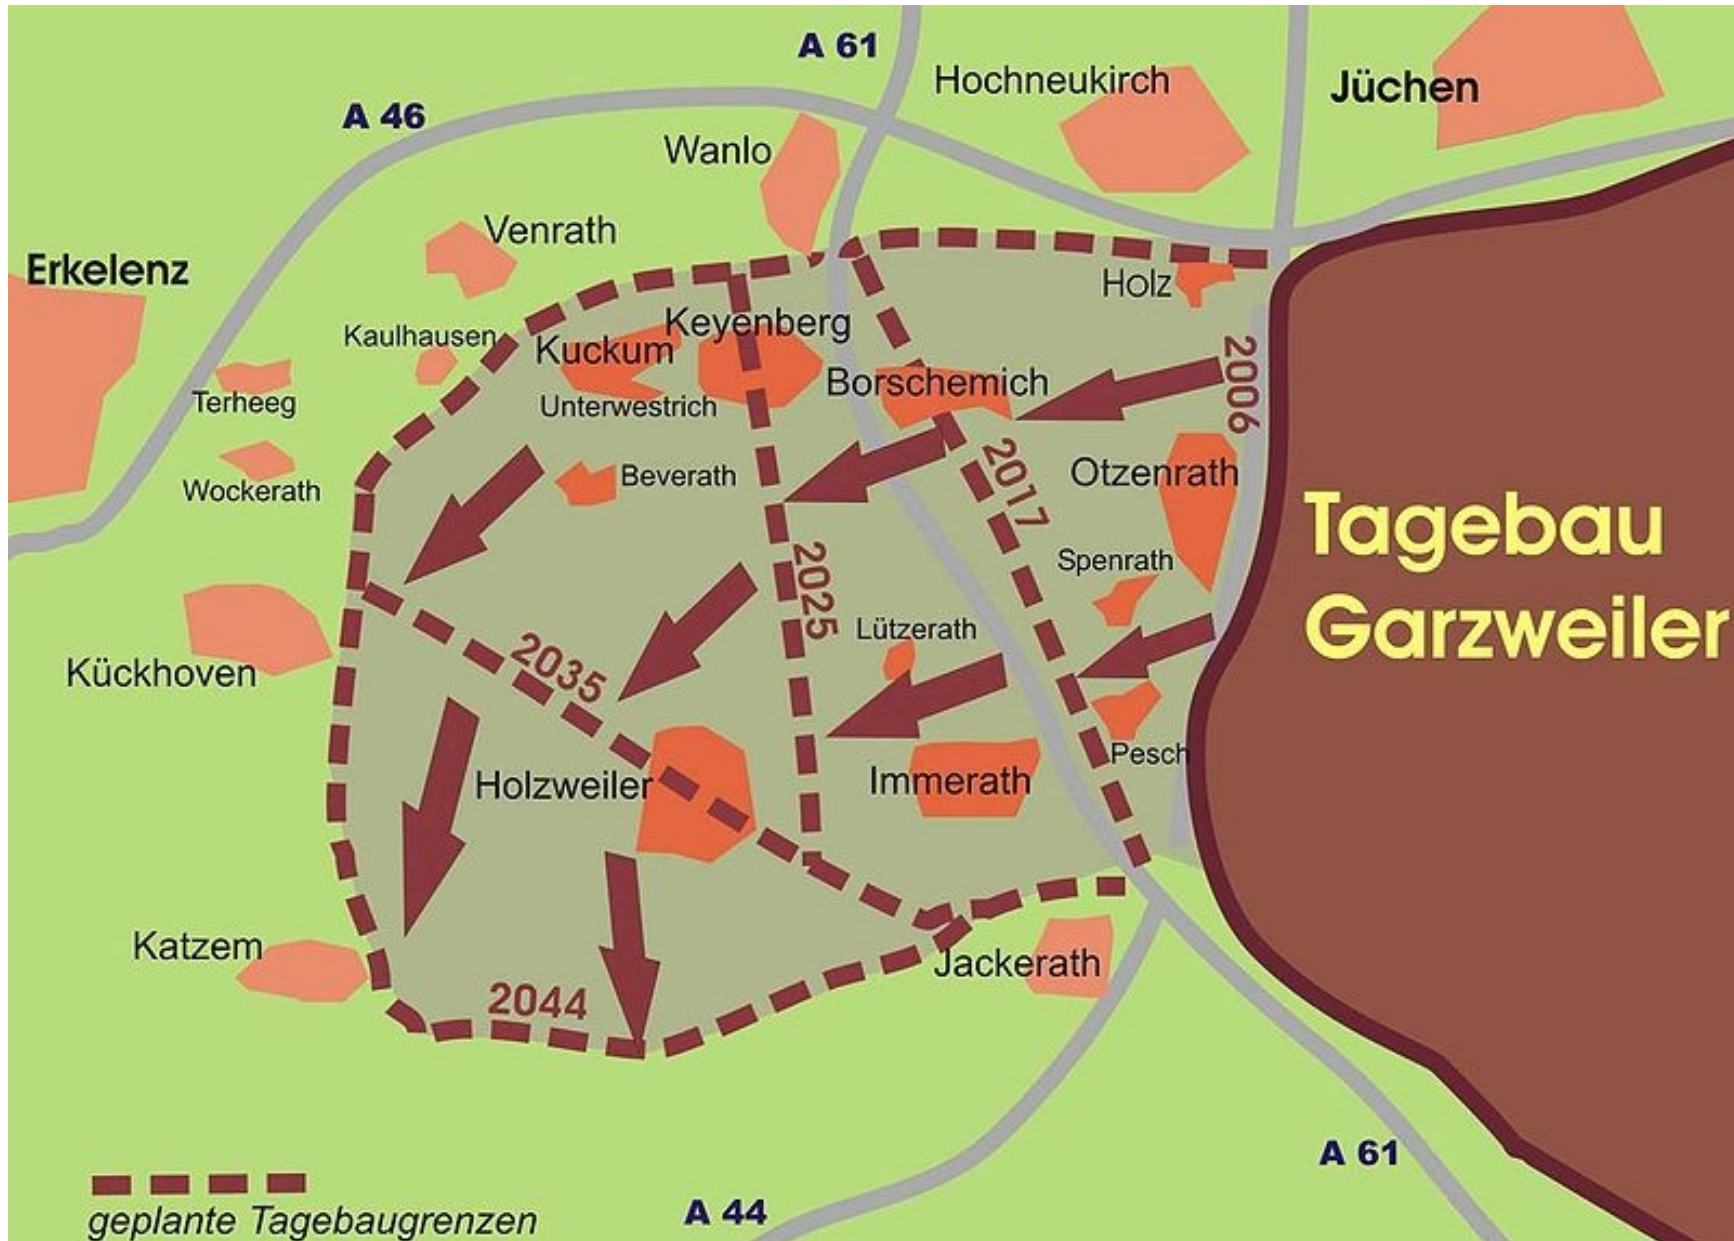 A 61
Hochneukirch
Jüchen
A 46
Wanlo
Venrath
Erkelenz
Holz
Keyenberg
Kaulhausen
Kuckum
Borschemich
2006
Terheeg
Unterwestrich
2017
Otzenrath
Beverath
Wockerath
Tagebau
Garzweiler
Spenrath
2025
Lützerath
2035
Kückhoven
Pesch
Holzweiler
Immerath
Katzem
Jackerath
2044
A 61
A 44
geplante Tagebaugrenzen